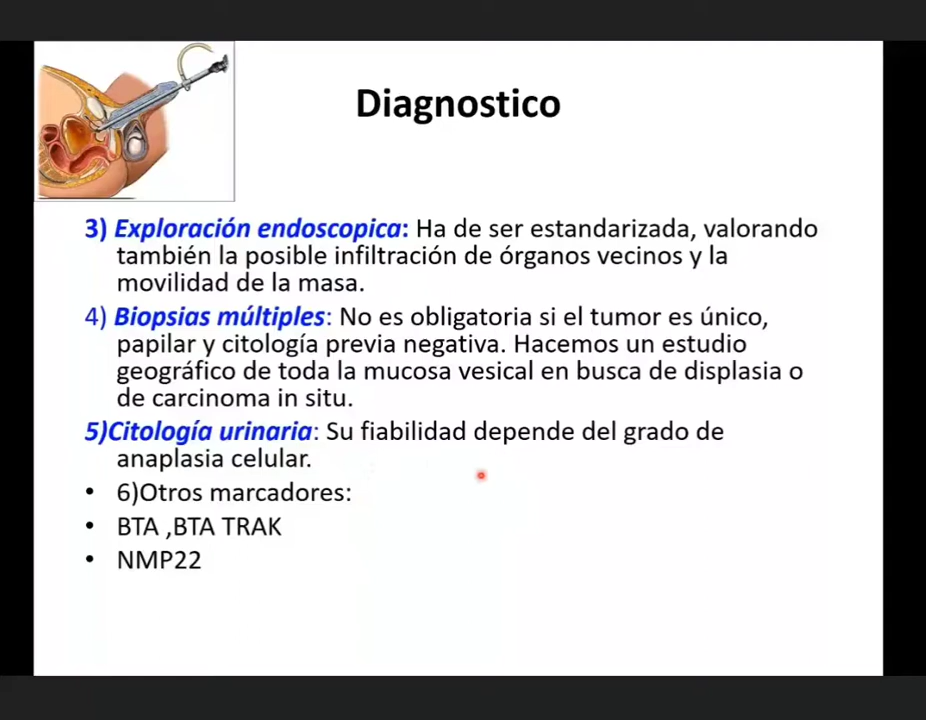 Diagnostico
3) Exploración endoscopica: Ha de ser estandarizada, valorando
también la posible infiltración de órganos vecinos y la
movilidad de la masa.
4) Biopsias múltiples: No es obligatoria si el tumor es único,
papilar y citología previa negativa. Hacemos un estudio
geográfico de toda la mucosa vesical en busca de displasia o
de carcinoma in situ.
5)Citología urinaria: Su fiabilidad depende del grado de
anaplasia celular.
• 6)Otros marcadores:
• BTA ,BTA TRAK
• NMP22